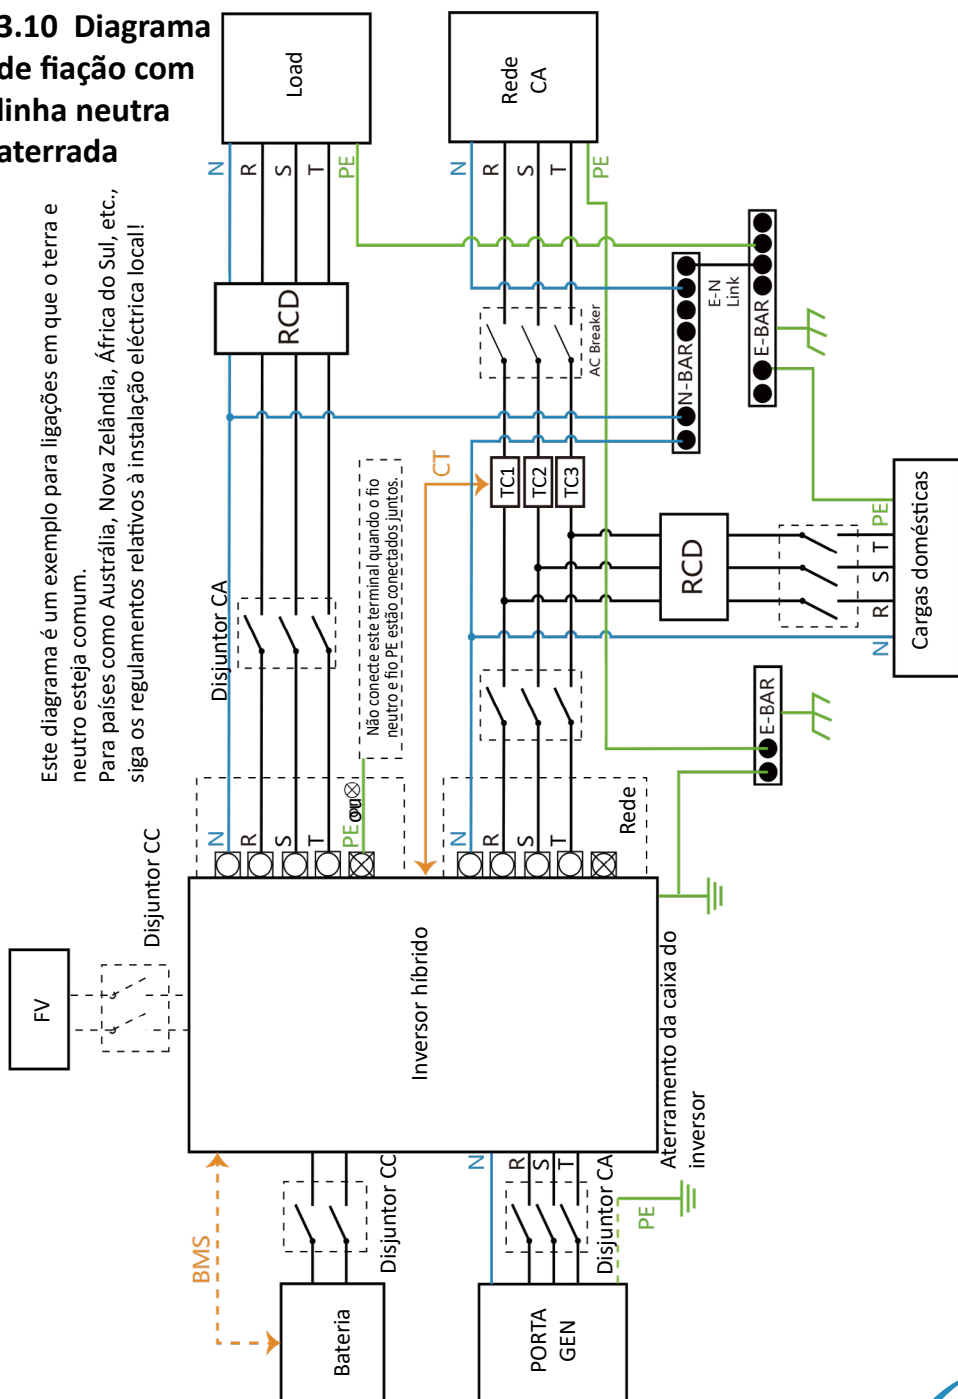 3.10 Diagrama
de fiação com
linha neutra
aterrada
Este diagrama é um exemplo para ligações em que o terra e
neutro esteja comum.
Para países como Austrália, Nova Zelândia, África do Sul, etc.,
siga os regulamentos relativos à instalação eléctrica local!
Load
N
R
S
T
PE
RCD
Disjuntor CA
Não conecte este terminal quando o fio
neutro e fio PE estão conectados juntos.
N
R
S
T
PE
ou
Rede
CA
N
R
S
T
PE
AC Breaker
CT
TC1
TC2
TC3
N-BAR
E-N
Link
E-BAR
RCD
N
R
S
T
PE
Cargas domésticas
E-BAR
Rede
N
R
S
T
FV
Disjuntor CC
Inversor híbrido
Aterramento da caixa do
inversor
BMS
Bateria
Disjuntor CC
PORTA
GEN
N
R
S
T
Disjuntor CA
PE